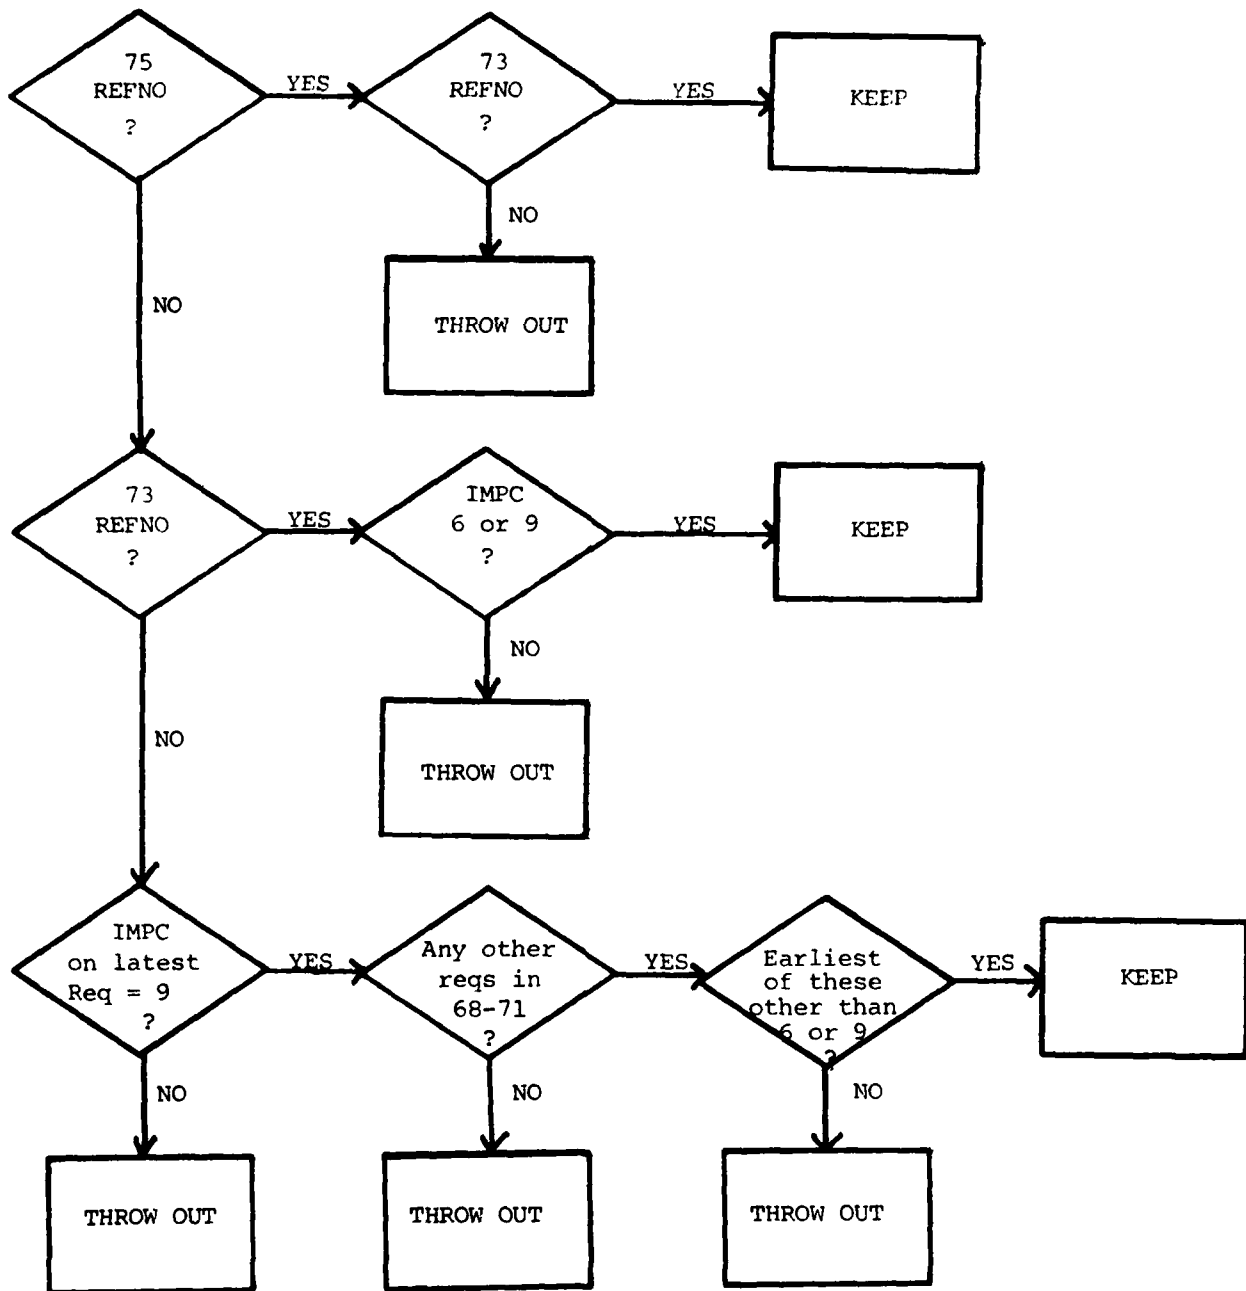 75
REFNO
?
YES
73
REFNO
?
YES
KEEP
NO
THROW OUT
NO
73
REFNO
?
YES
IMPC
6 or 9
?
YES
KEEP
NO
THROW OUT
NO
IMPC
on latest
Req = 9
?
YES
Any other
reqs in
68-71
?
YES
Earliest
of these
other than
6 or 9
?
YES
KEEP
NO
THROW OUT
NO
THROW OUT
NO
THROW OUT